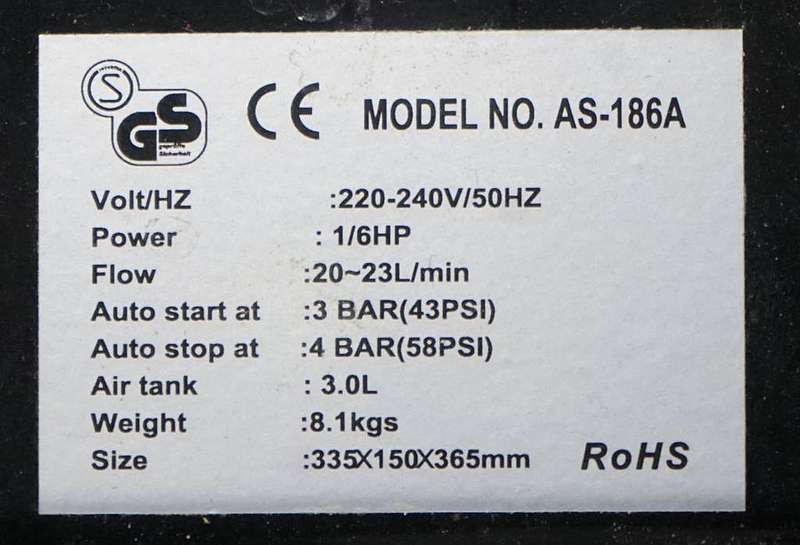 S
GS
geprüfte
Sicherheit
CE
MODEL NO. AS-186A
Volt/HZ :220-240V/50HZ
Power : 1/6HP
Flow :20~23L/min
Auto start at :3 BAR(43PSI)
Auto stop at :4 BAR(58PSI)
Air tank : 3.0L
Weight :8.1kgs
Size :335X150X365mm
RoHS